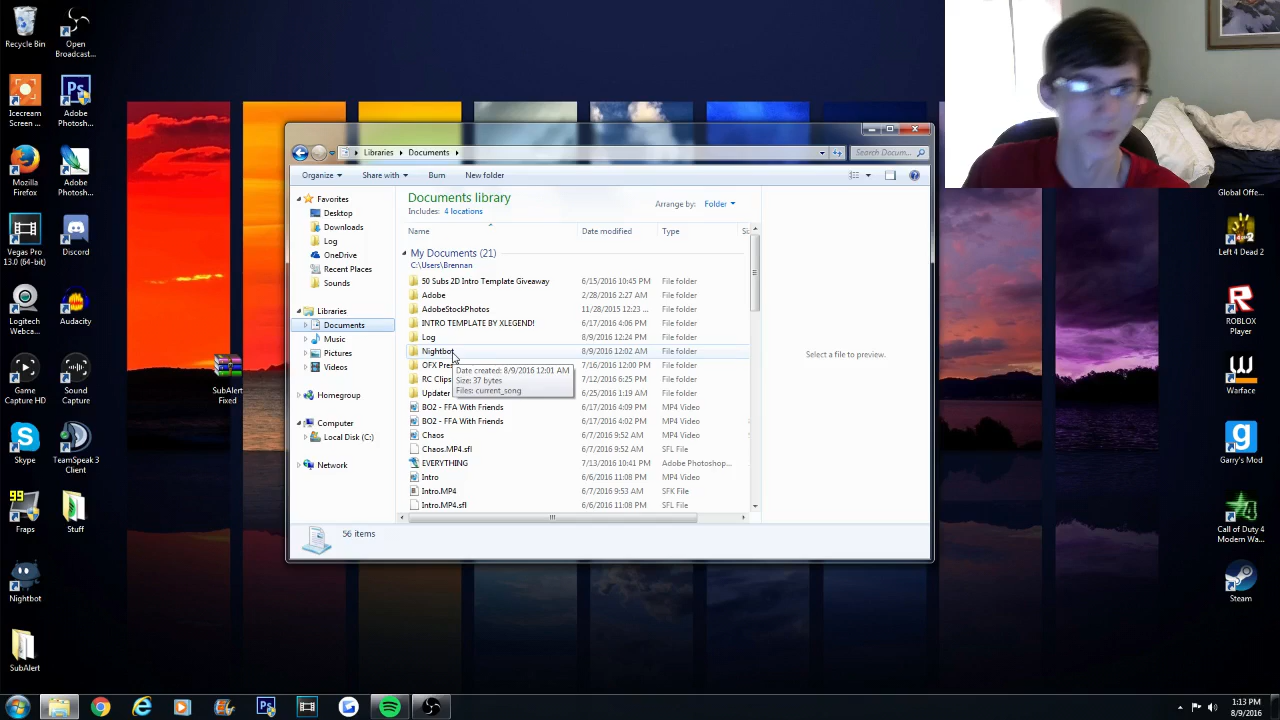 Recycle Bin
Open
Broadcast...
Icecream
Screen ...
Adobe
Photosh...
Mozilla
Firefox
Adobe
Photosh...
Vegas Pro
13.0 (64-bit)
Discord
Logitech
Webca...
Audacity
Game
Capture HD
Sound
Capture
SubAlert
Fixed
Skype
TeamSpeak 3
Client
99
Fraps
Stuff
Nightbot
SubAlert
Libraries
Documents
Search Docum...
Organize
Share with
Burn
New folder
Favorites
Desktop
Downloads
Log
OneDrive
Recent Places
Sounds
Libraries
Documents
Music
Pictures
Videos
Homegroup
Computer
Local Disk (C:)
Network
Documents library
Includes: 4 locations
Arrange by: Folder
Name Date modified Type
My Documents (21)
C:\Users\Brennan
50 Subs 2D Intro Template Giveaway 6/15/2016 10:45 PM File folder
Adobe 2/28/2016 2:27 AM File folder
AdobeStockPhotos 11/28/2015 12:23 ... File folder
INTRO TEMPLATE BY XLEGEND! 6/17/2016 4:06 PM File folder
Log 8/9/2016 12:24 PM File folder
Nightbot 8/9/2016 12:02 AM File folder
OFX Pre 7/16/2016 12:00 PM File folder
RC Clips 7/12/2016 6:25 PM File folder
Updater 6/25/2016 1:19 AM File folder
Date created: 8/9/2016 12:01 AM
Size: 37 bytes
Files: current_song
BO2 - FFA With Friends 6/17/2016 4:09 PM MP4 Video
BO2 - FFA With Friends 6/17/2016 4:02 PM MP4 Video
Chaos 6/7/2016 9:52 AM MP4 Video
Chaos.MP4.sfl 6/7/2016 9:52 AM SFL File
EVERYTHING 7/13/2016 10:41 PM Adobe Photoshop...
Intro 6/6/2016 11:08 PM MP4 Video
Intro.MP4 6/7/2016 9:53 AM SFK File
Intro.MP4.sfl 6/6/2016 11:08 PM SFL File
Select a file to preview.
56 items
Global Offe...
Left 4 Dead 2
ROBLOX
Player
Warface
Garry's Mod
Call of Duty 4
Modern Wa...
Steam
1:13 PM
8/9/2016